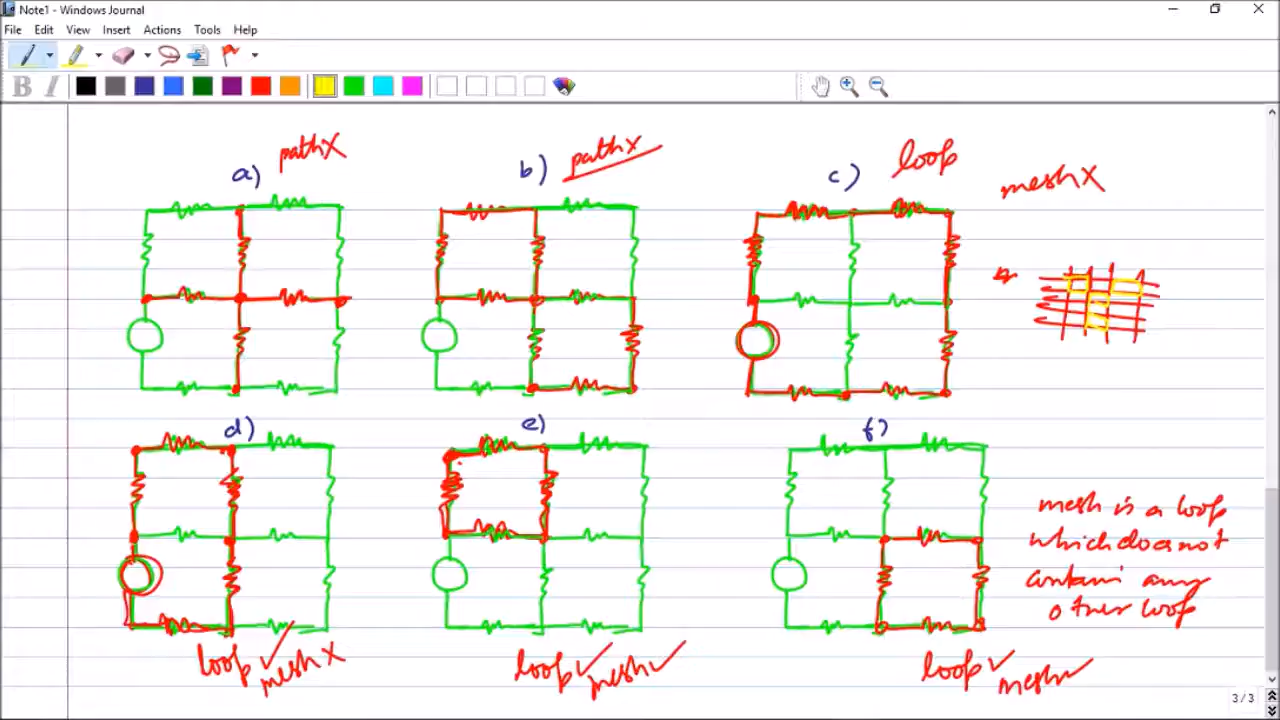 Note1 - Windows Journal
File Edit View Insert Actions Tools Help
B I
a) path X
b) path X
c) loop
mesh X
d)
e)
f)
mesh is a loop
which does not
contain any
other loop
loop ✓ mesh X
loop ✓ mesh ✓
loop ✓ mesh ✓
3 / 3